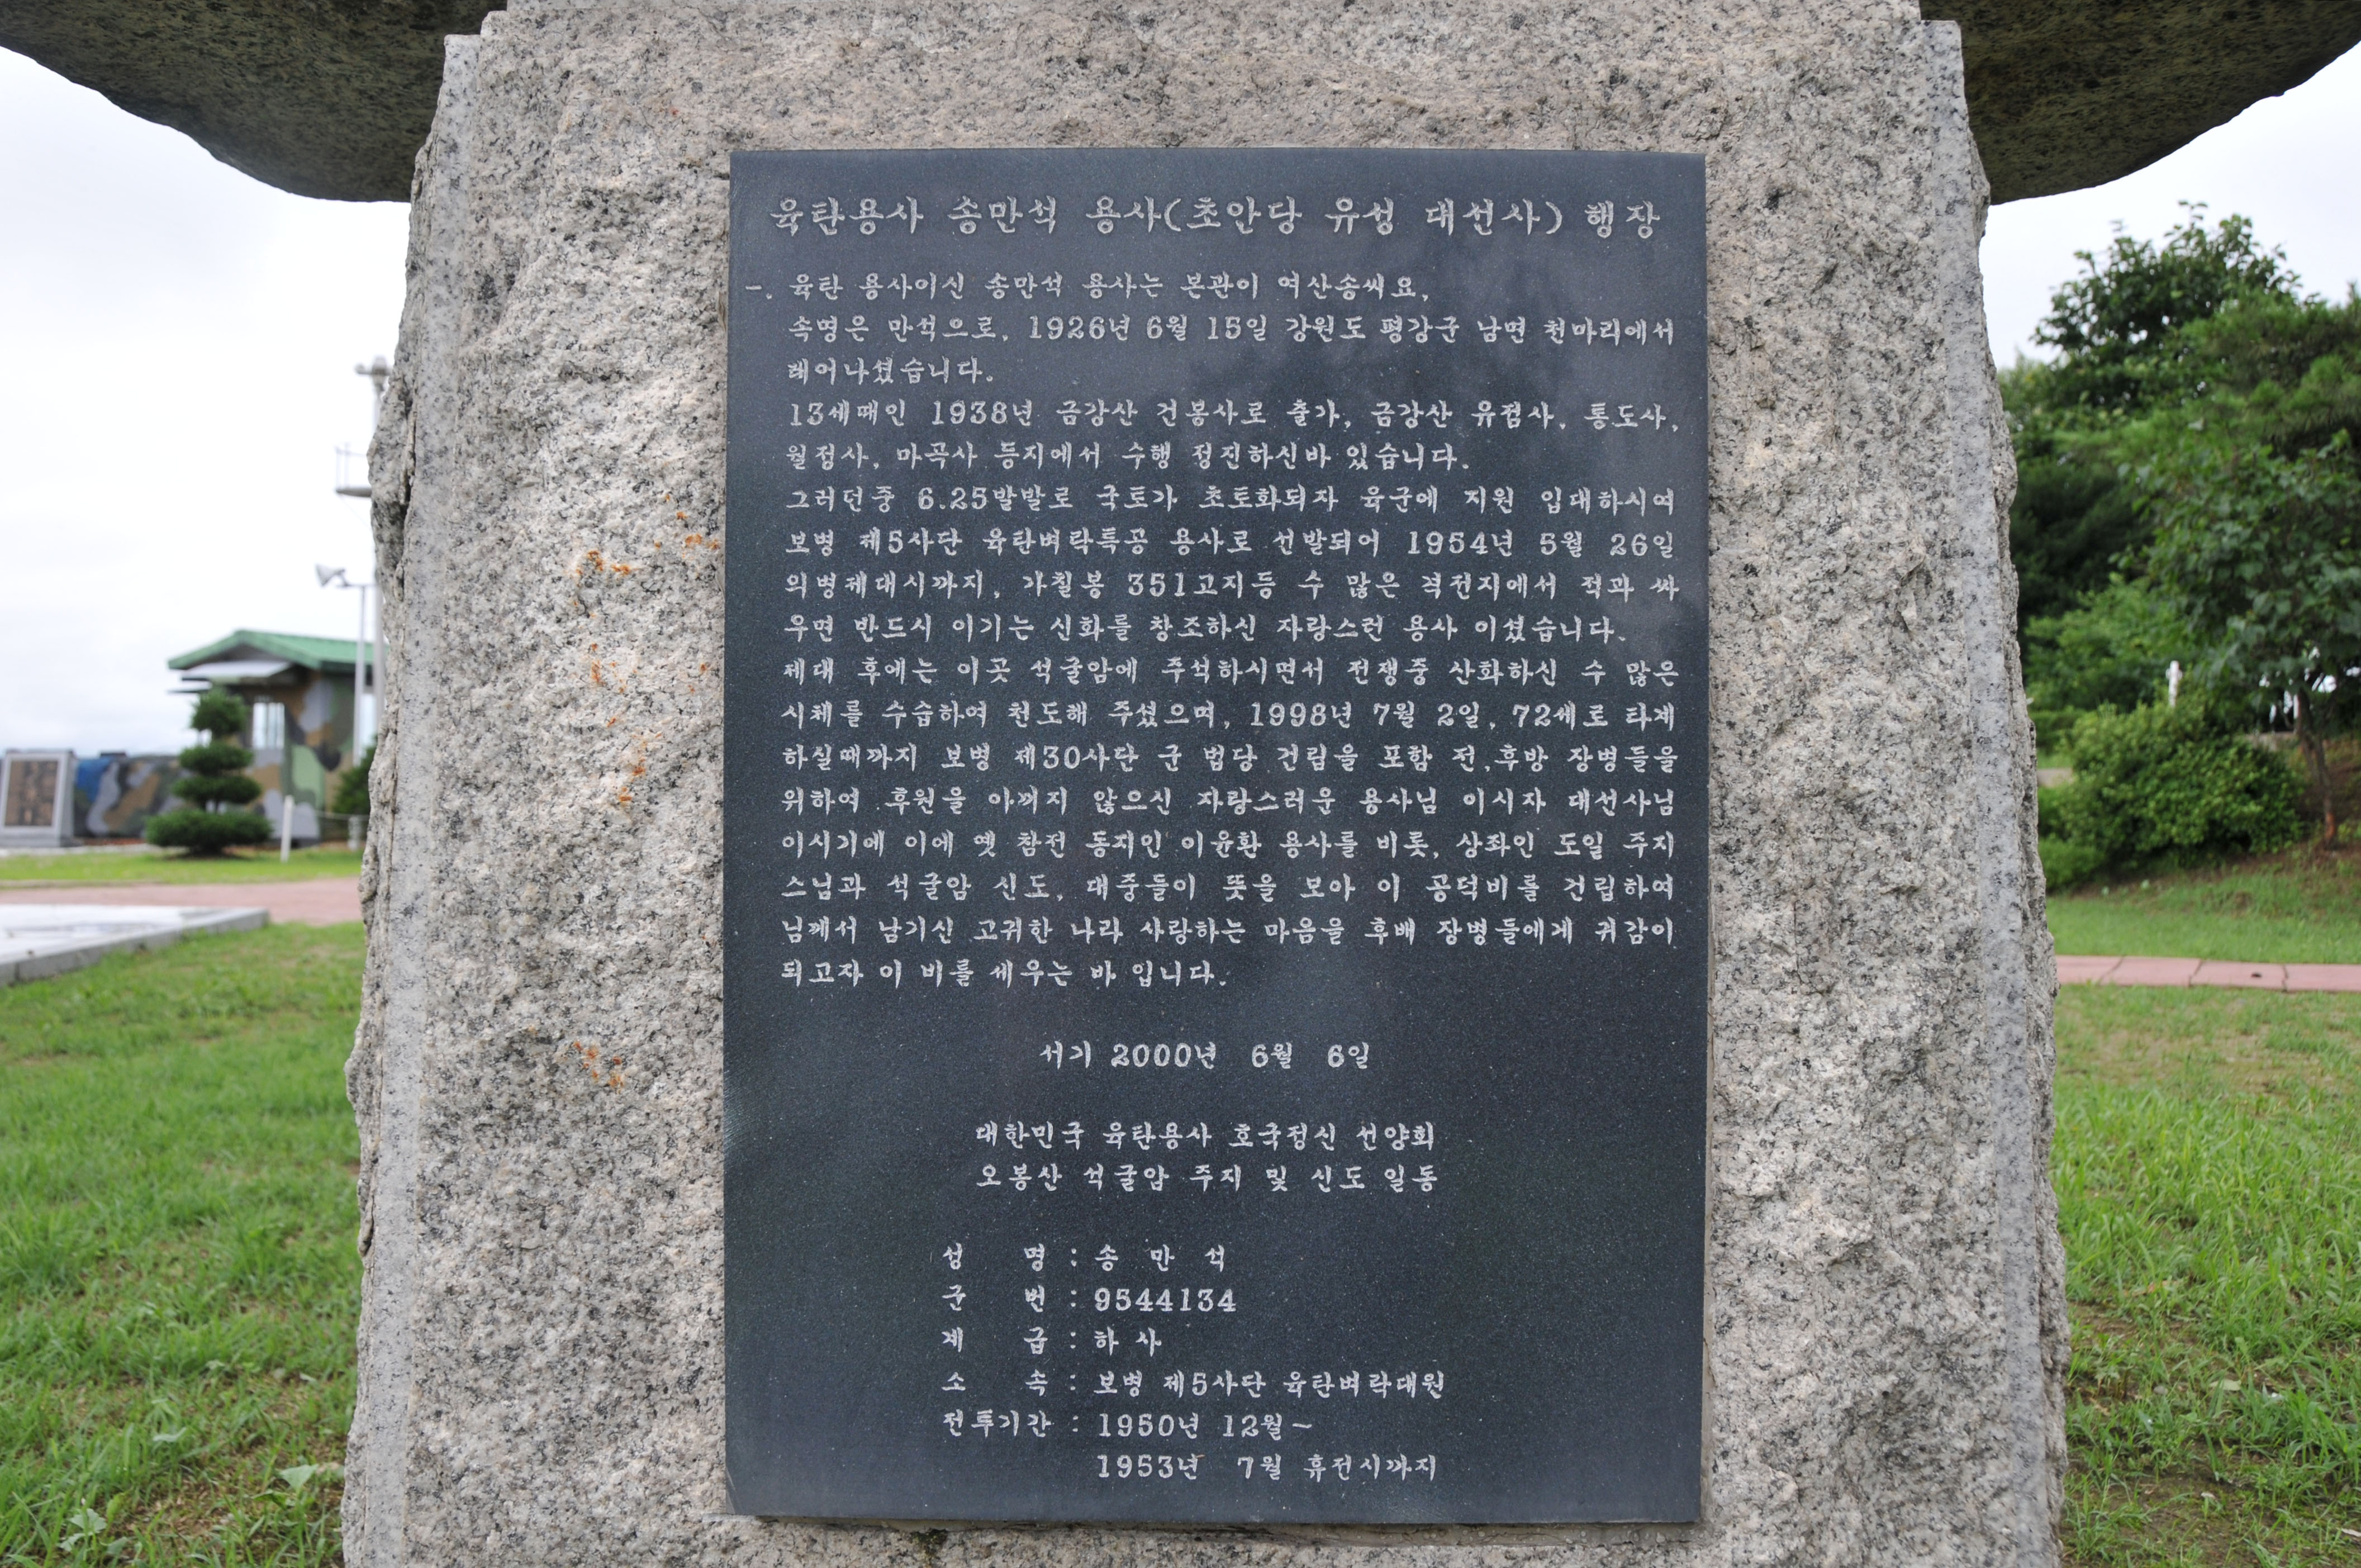 육탄용사 송만석 용사(초안당 유성 대선사) 행장
一. 육탄 용사이신 송만석 용사는 본관이 여산송씨요,
속명은 만석으로, 1926년 6월 15일 강원도 평강군 남면 천마리에서
태어나셨습니다.
13세때인 1938년 금강산 건봉사로 출가, 금강산 유점사, 통도사,
월정사, 마곡사 등지에서 수행 정진하신바 있습니다.
그러던중 6.25발발로 국토가 초토화되자 육군에 지원 입대하시여
보병 제5사단 육탄벼락특공 용사로 선발되어 1954년 5월 26일
의병제대시까지, 가칠봉 351고지등 수 많은 격전지에서 적과 싸
우면 반드시 이기는 신화를 창조하신 자랑스런 용사 이셨습니다.
제대 후에는 이곳 석굴암에 주석하시면서 전쟁중 산화하신 수 많은
시체를 수습하여 천도해 주셨으며, 1998년 7월 2일, 72세로 타계
하실때까지 보병 제30사단 군 법당 건립을 포함 전,후방 장병들을
위하여 후원을 아끼지 않으신 자랑스러운 용사님 이시자 대선사님
이시기에 이에 옛 참전 동지인 이윤환 용사를 비롯, 상좌인 도일 주지
스님과 석굴암 신도, 대중들이 뜻을 모아 이 공덕비를 건립하여
님께서 남기신 고귀한 나라 사랑하는 마음을 후배 장병들에게 귀감이
되고자 이 비를 세우는 바 입니다.
서기 2000년 6월 6일
대한민국 육탄용사 호국정신 선양회
오봉산 석굴암 주지 및 신도 일동
성 명 : 송 만 석
군 번 : 9544134
계 급 : 하 사
소 속 : 보병 제5사단 육탄벼락대원
전투기간 : 1950년 12월~
1953년 7월 휴전시까지